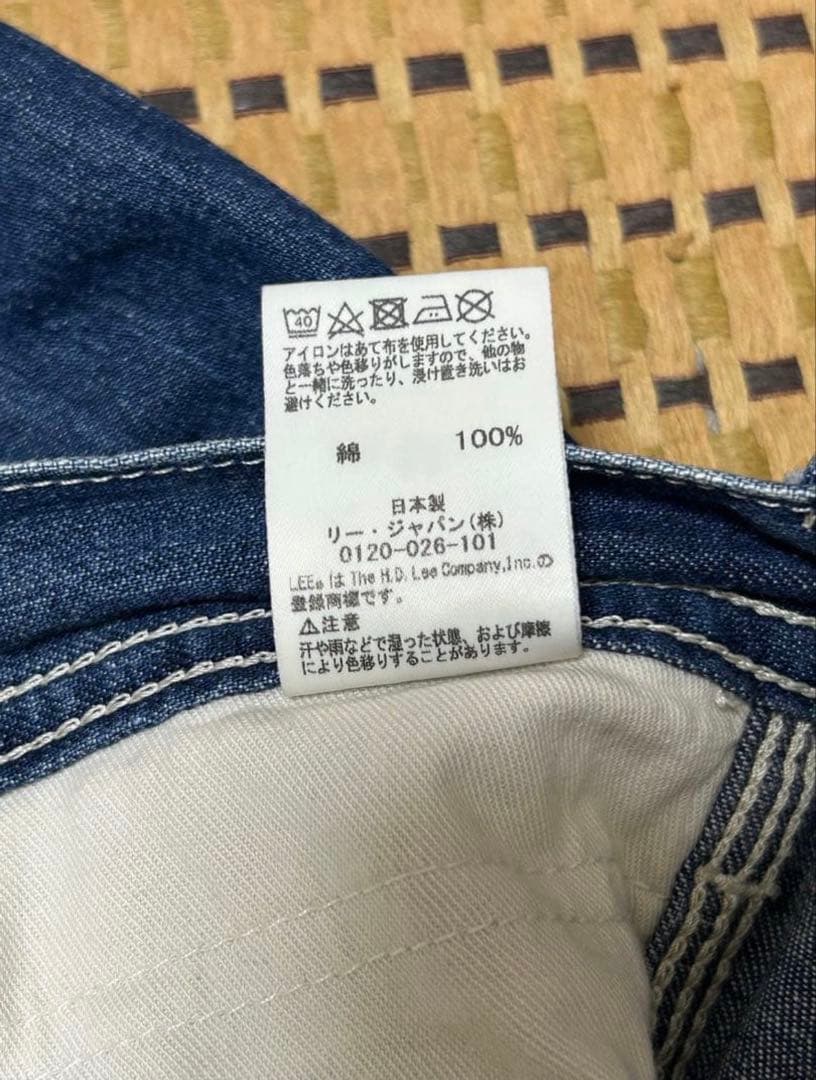 40
アイロンはあて布を使用してください。
色落ちや色移りがしますので、他の物
と一緒に洗ったり、浸け置き洗いはお
避けください。
綿 100%
日本製
リー・ジャパン(株)
0120-026-101
LEE®は The H.D. Lee Company,Inc.の
登録商標です。
⚠注意
汗や雨などで湿った状態、および摩擦
により色移りすることがあります。